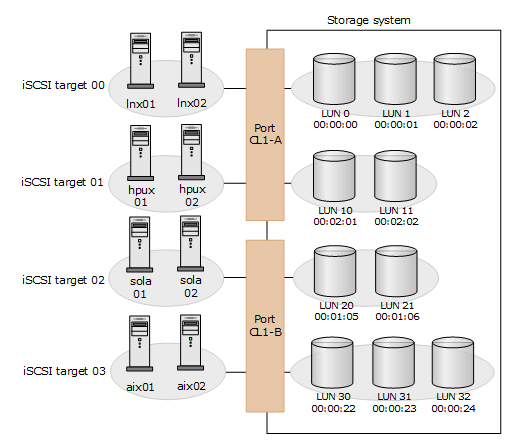 Storage system
iSCSI target 00
lnx01
lnx02
LUN 0
00:00:00
LUN 1
00:00:01
LUN 2
00:00:02
Port
CL1-A
iSCSI target 01
hpux
01
hpux
02
LUN 10
00:02:01
LUN 11
00:02:02
iSCSI target 02
sola
01
sola
02
LUN 20
00:01:05
LUN 21
00:01:06
Port
CL1-B
iSCSI target 03
aix01
aix02
LUN 30
00:00:22
LUN 31
00:00:23
LUN 32
00:00:24